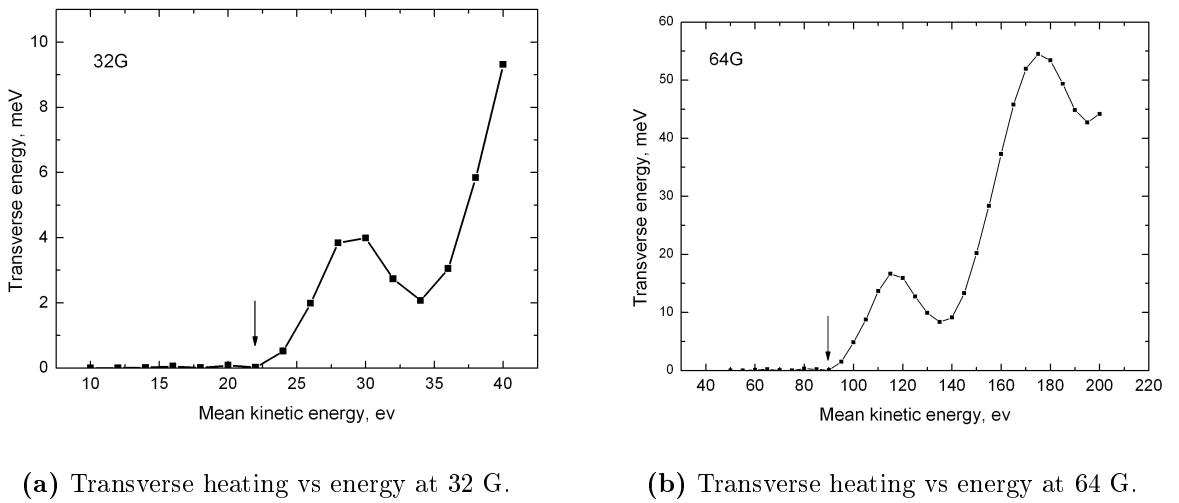 32G
10
8
6
4
2
0
Transverse energy, meV
10 15 20 25 30 35 40
Mean kinetic energy, ev
64G
60
50
40
30
20
10
0
Transverse energy, meV
40 60 80 100 120 140 160 180 200 220
Mean kinetic energy, ev
(a) Transverse heating vs energy at 32 G.
(b) Transverse heating vs energy at 64 G.